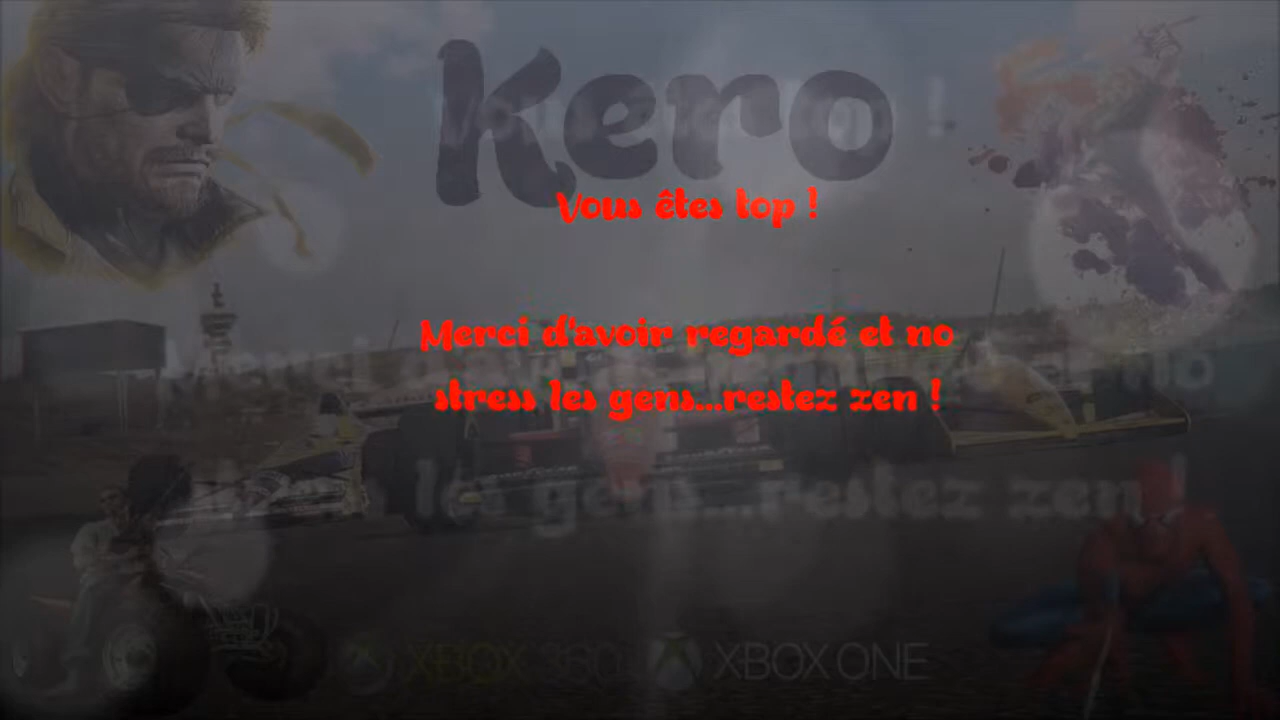 Kero
Vous êtes top !
Merci d'avoir regardé et no
stress les gens...restez zen !
XBOX 360 XBOX ONE